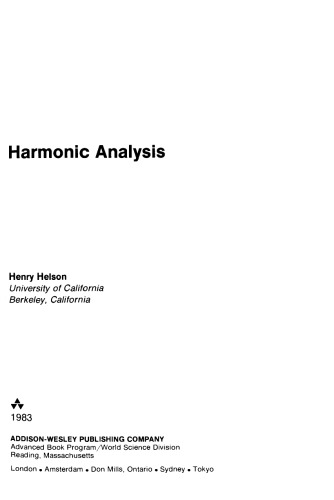 Harmonic Analysis
Henry Helson
University of California
Berkeley, California
1983
ADDISON-WESLEY PUBLISHING COMPANY
Advanced Book Program/World Science Division
Reading, Massachusetts
London • Amsterdam • Don Mills, Ontario • Sydney • Tokyo